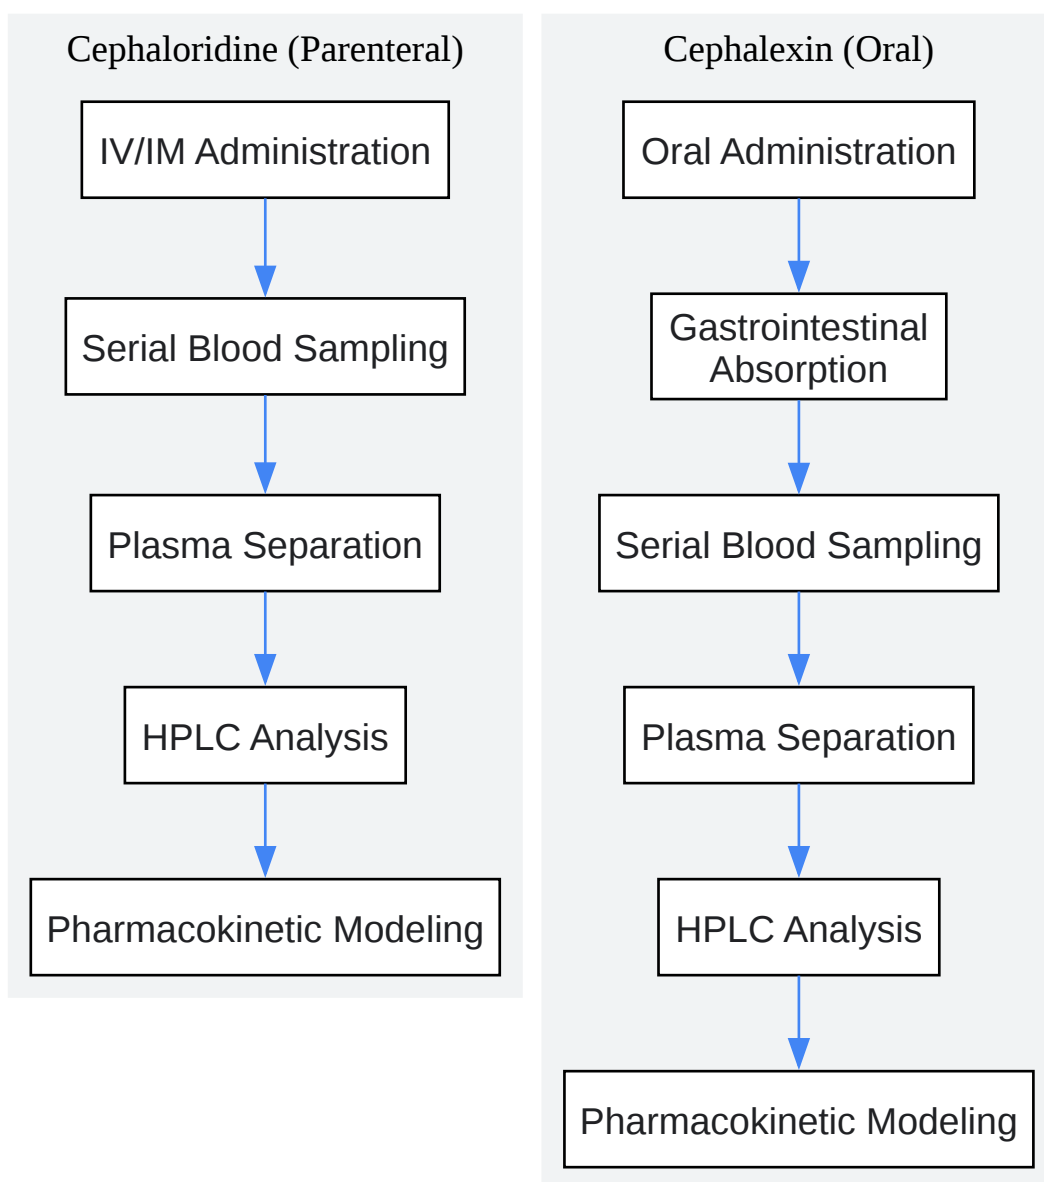 Cephaloridine (Parenteral)
IV/IM Administration
Serial Blood Sampling
Plasma Separation
HPLC Analysis
Pharmacokinetic Modeling
Cephalexin (Oral)
Oral Administration
Gastrointestinal
Absorption
Serial Blood Sampling
Plasma Separation
HPLC Analysis
Pharmacokinetic Modeling